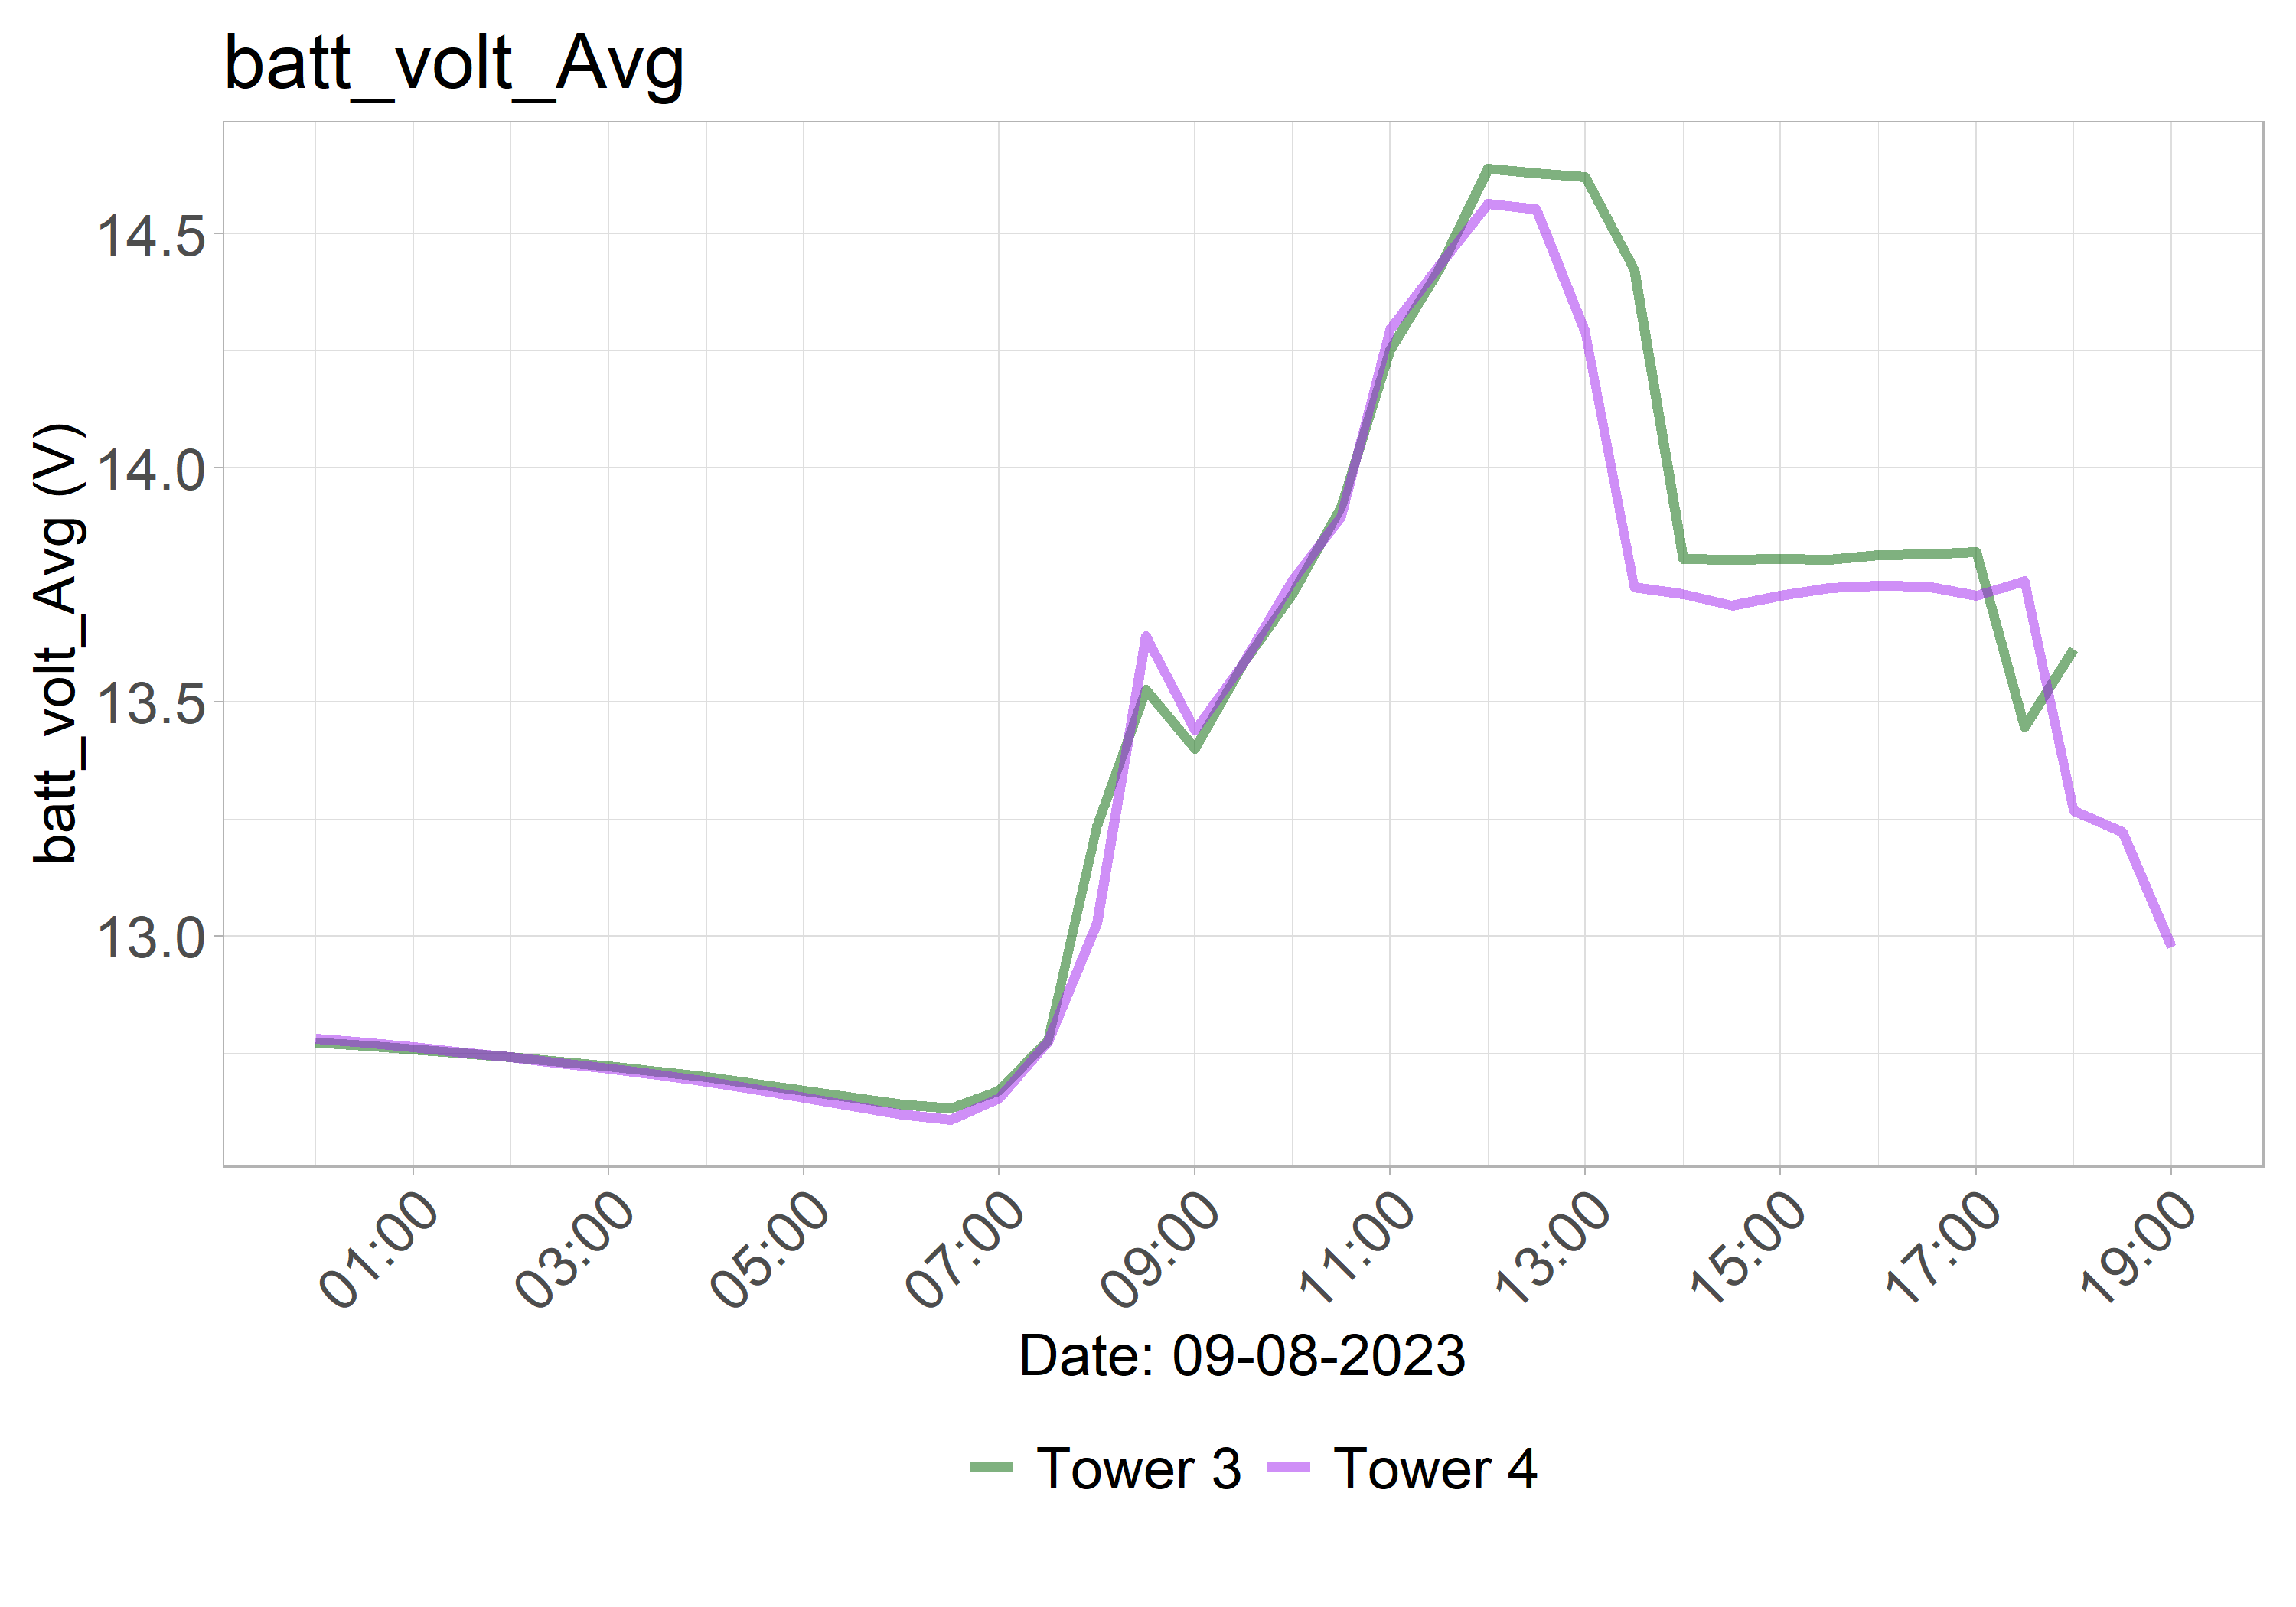 batt_volt_Avg
batt_volt_Avg (V)
14.5
14.0
13.5
13.0
01:00 03:00 05:00 07:00 09:00 11:00 13:00 15:00 17:00 19:00
Date: 09-08-2023
Tower 3 Tower 4